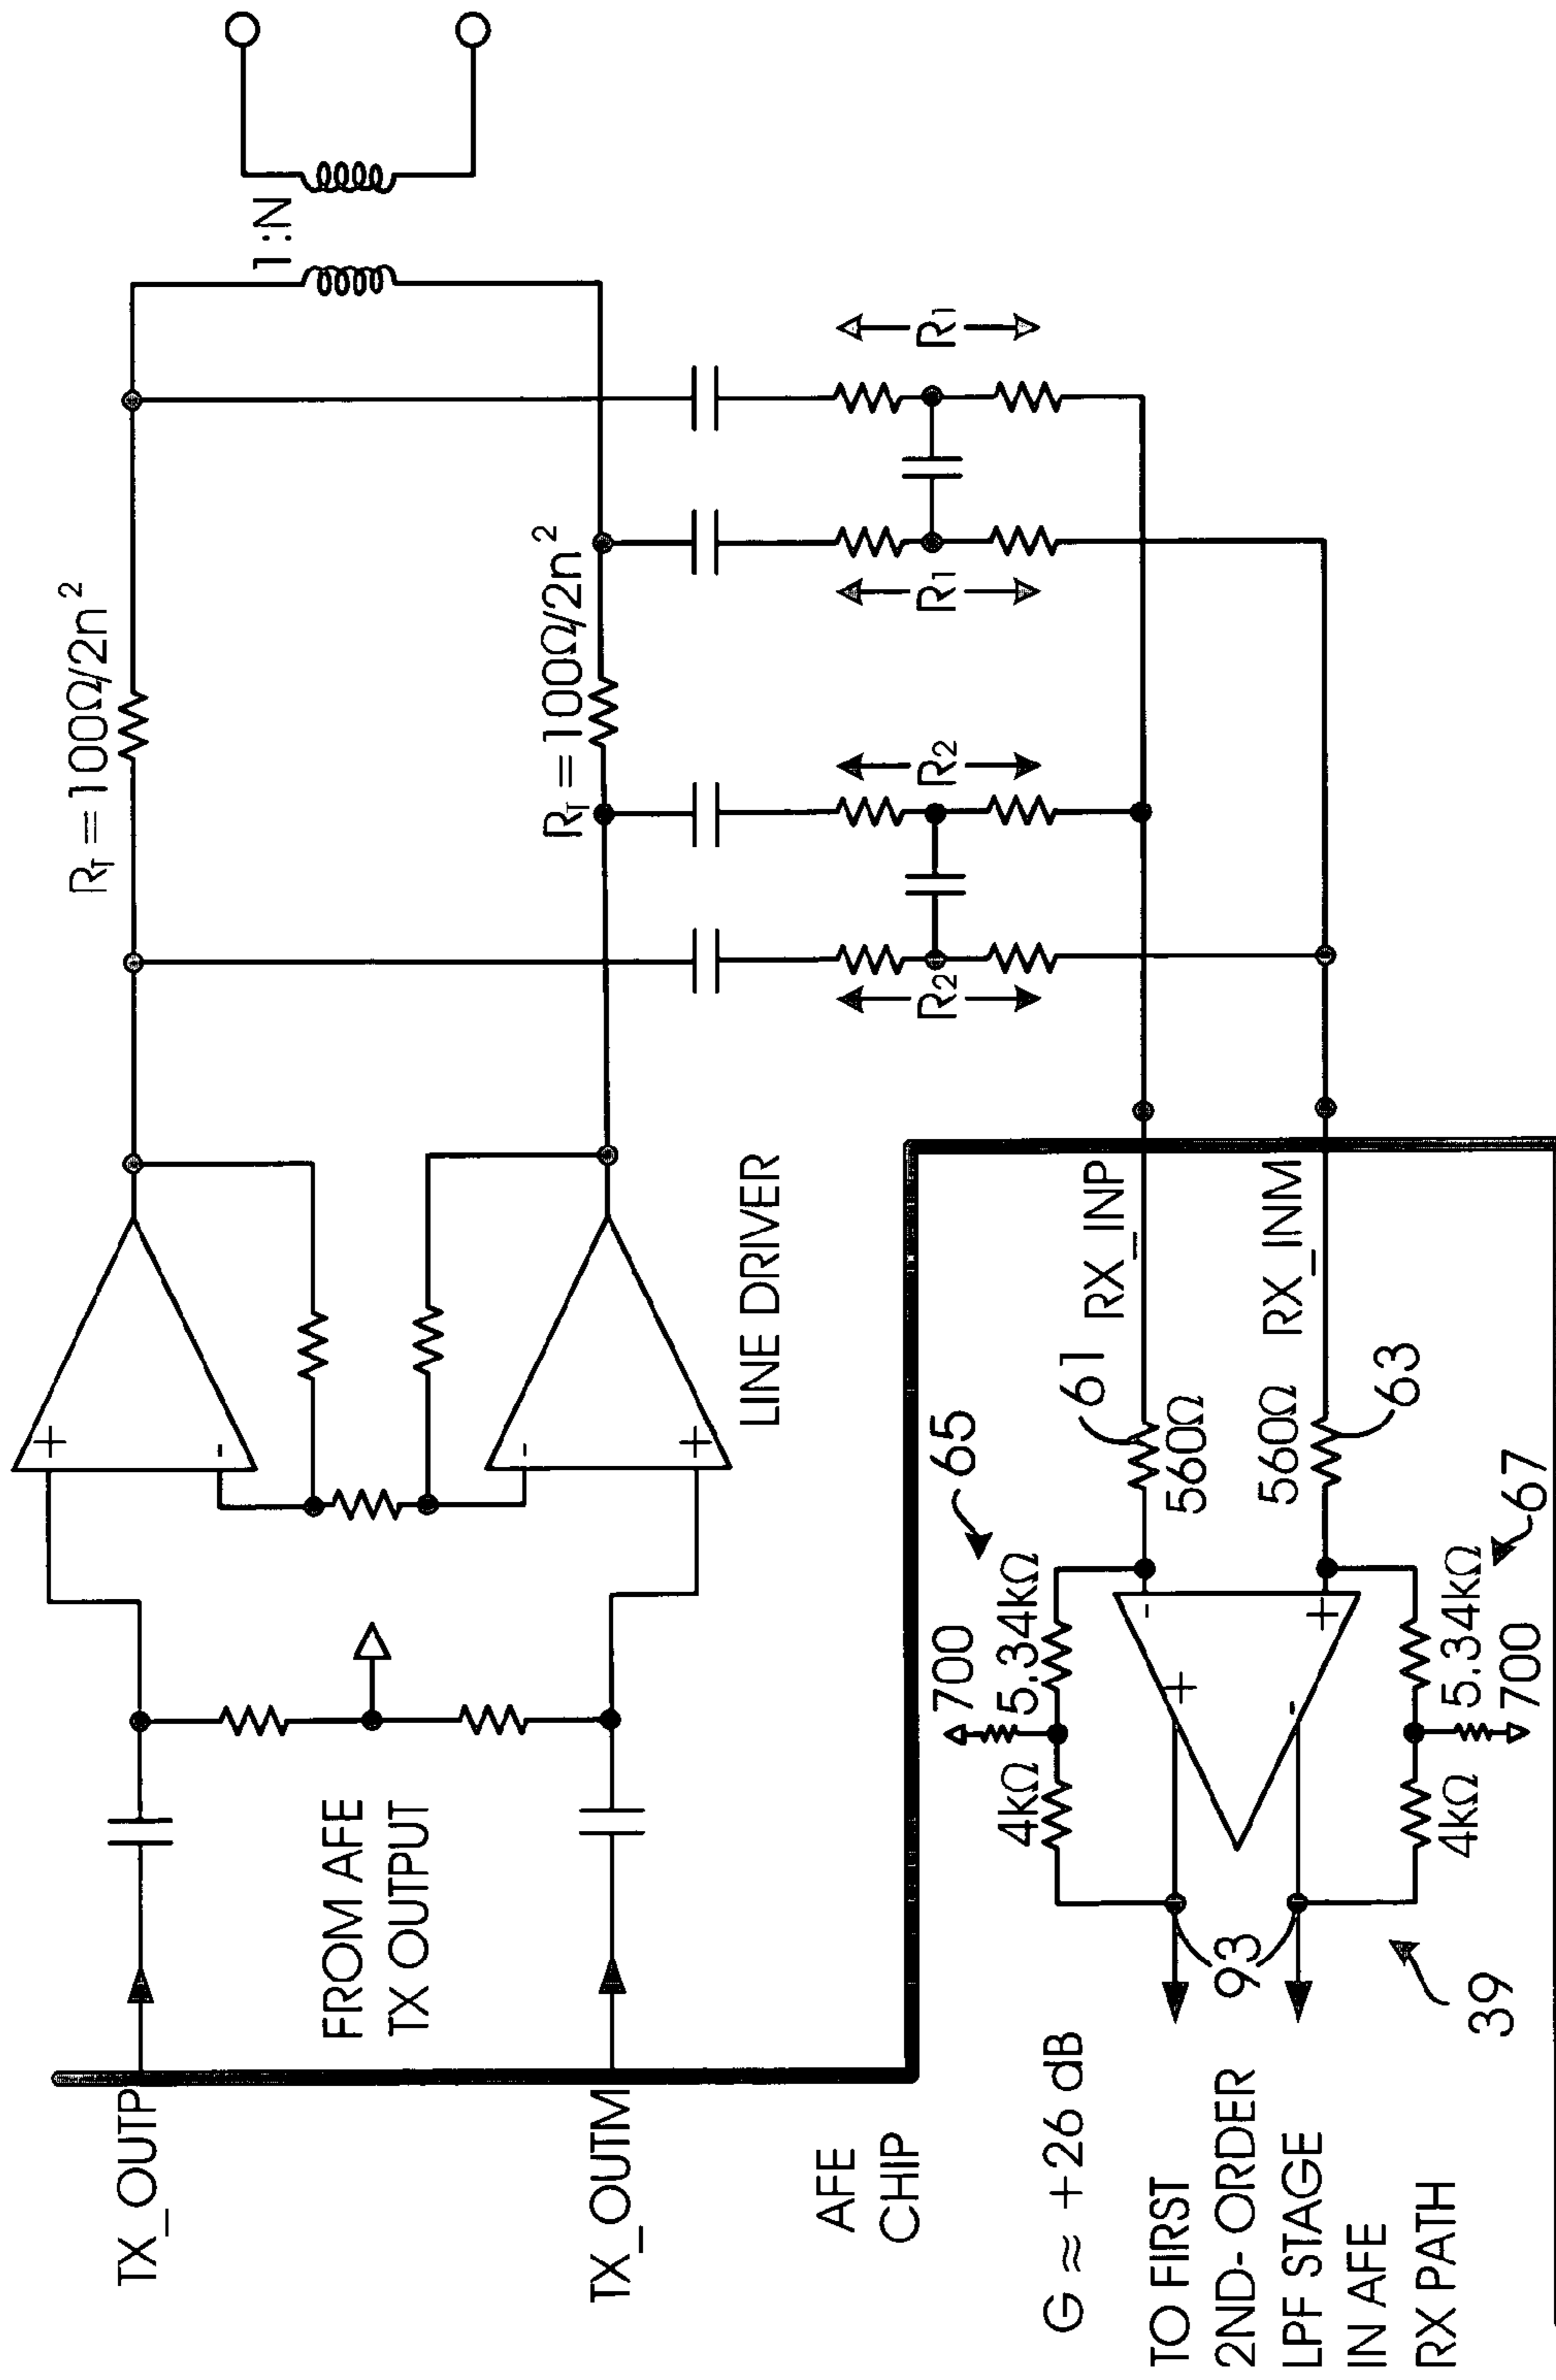 1:N
R_T = 100Ω/2n²
R_T = 100Ω/2n²
R1
R1
R2
R2
+
-
-
+
LINE DRIVER
TX_OUTP
FROM AFE
TX OUTPUT
TX_OUTM
AFE
CHIP
RX_INP
RX_INM
61
560Ω
560Ω
63
65
700
5.34kΩ
4kΩ
-
+
+
-
67
5.34kΩ
700
4kΩ
93
39
G ≈ +26 dB
TO FIRST
2ND- ORDER
LPF STAGE
IN AFE
RX PATH